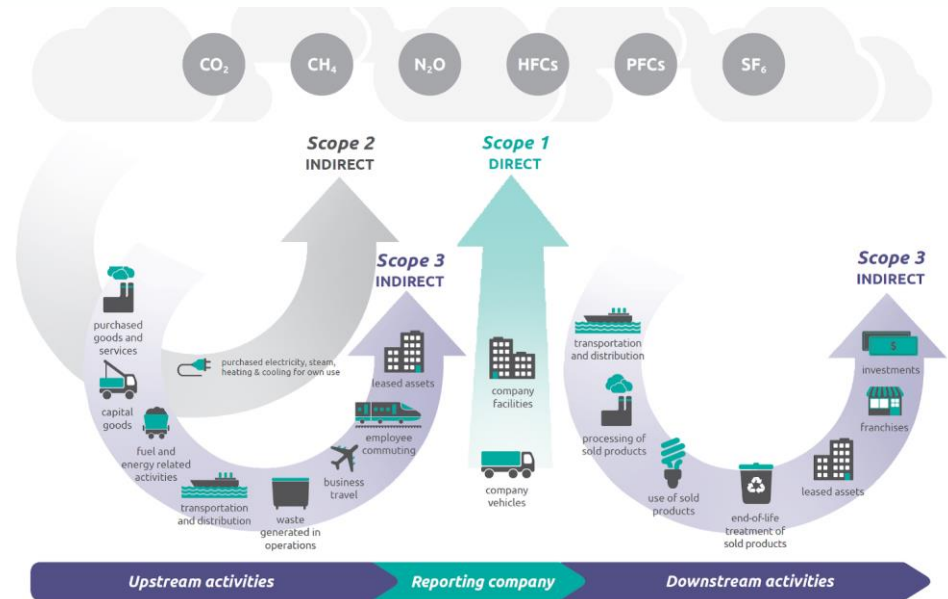 CO₂
CH₄
N₂O
HFCs
PFCs
SF₆
Scope 2
INDIRECT
Scope 1
DIRECT
Scope 3
INDIRECT
Scope 3
INDIRECT
purchased
goods and
services
capital
goods
fuel and
energy related
activities
transportation
and distribution
waste
generated in
operations
business
travel
employee
commuting
leased assets
purchased electricity, steam,
heating & cooling for own use
company
facilities
company
vehicles
transportation
and distribution
processing of
sold products
use of sold
products
end-of-life
treatment of
sold products
leased assets
franchises
investments
$
Upstream activities
Reporting company
Downstream activities